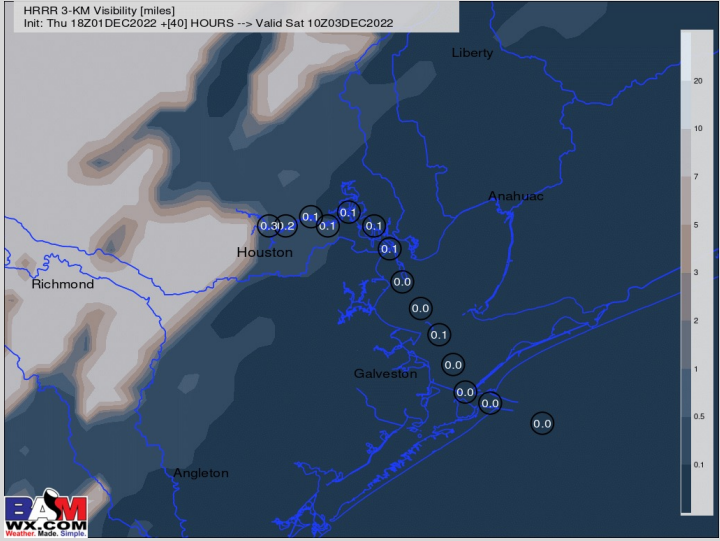 HRRR 3-KM Visibility [miles]
Init: Thu 18Z01DEC2022 +[40] HOURS --> Valid Sat 10Z03DEC2022
Liberty
20
10
7
Anahuac
0.3 0.2 0.1 0.1 0.1 0.1
5
0.1
Houston
3
Richmond
0.0
0.0
2
0.1
0.0
1
Galveston
0.0
0.0
0.5
0.0
0.1
Angleton
BAM
WX.COM
Weather. Made. Simple.